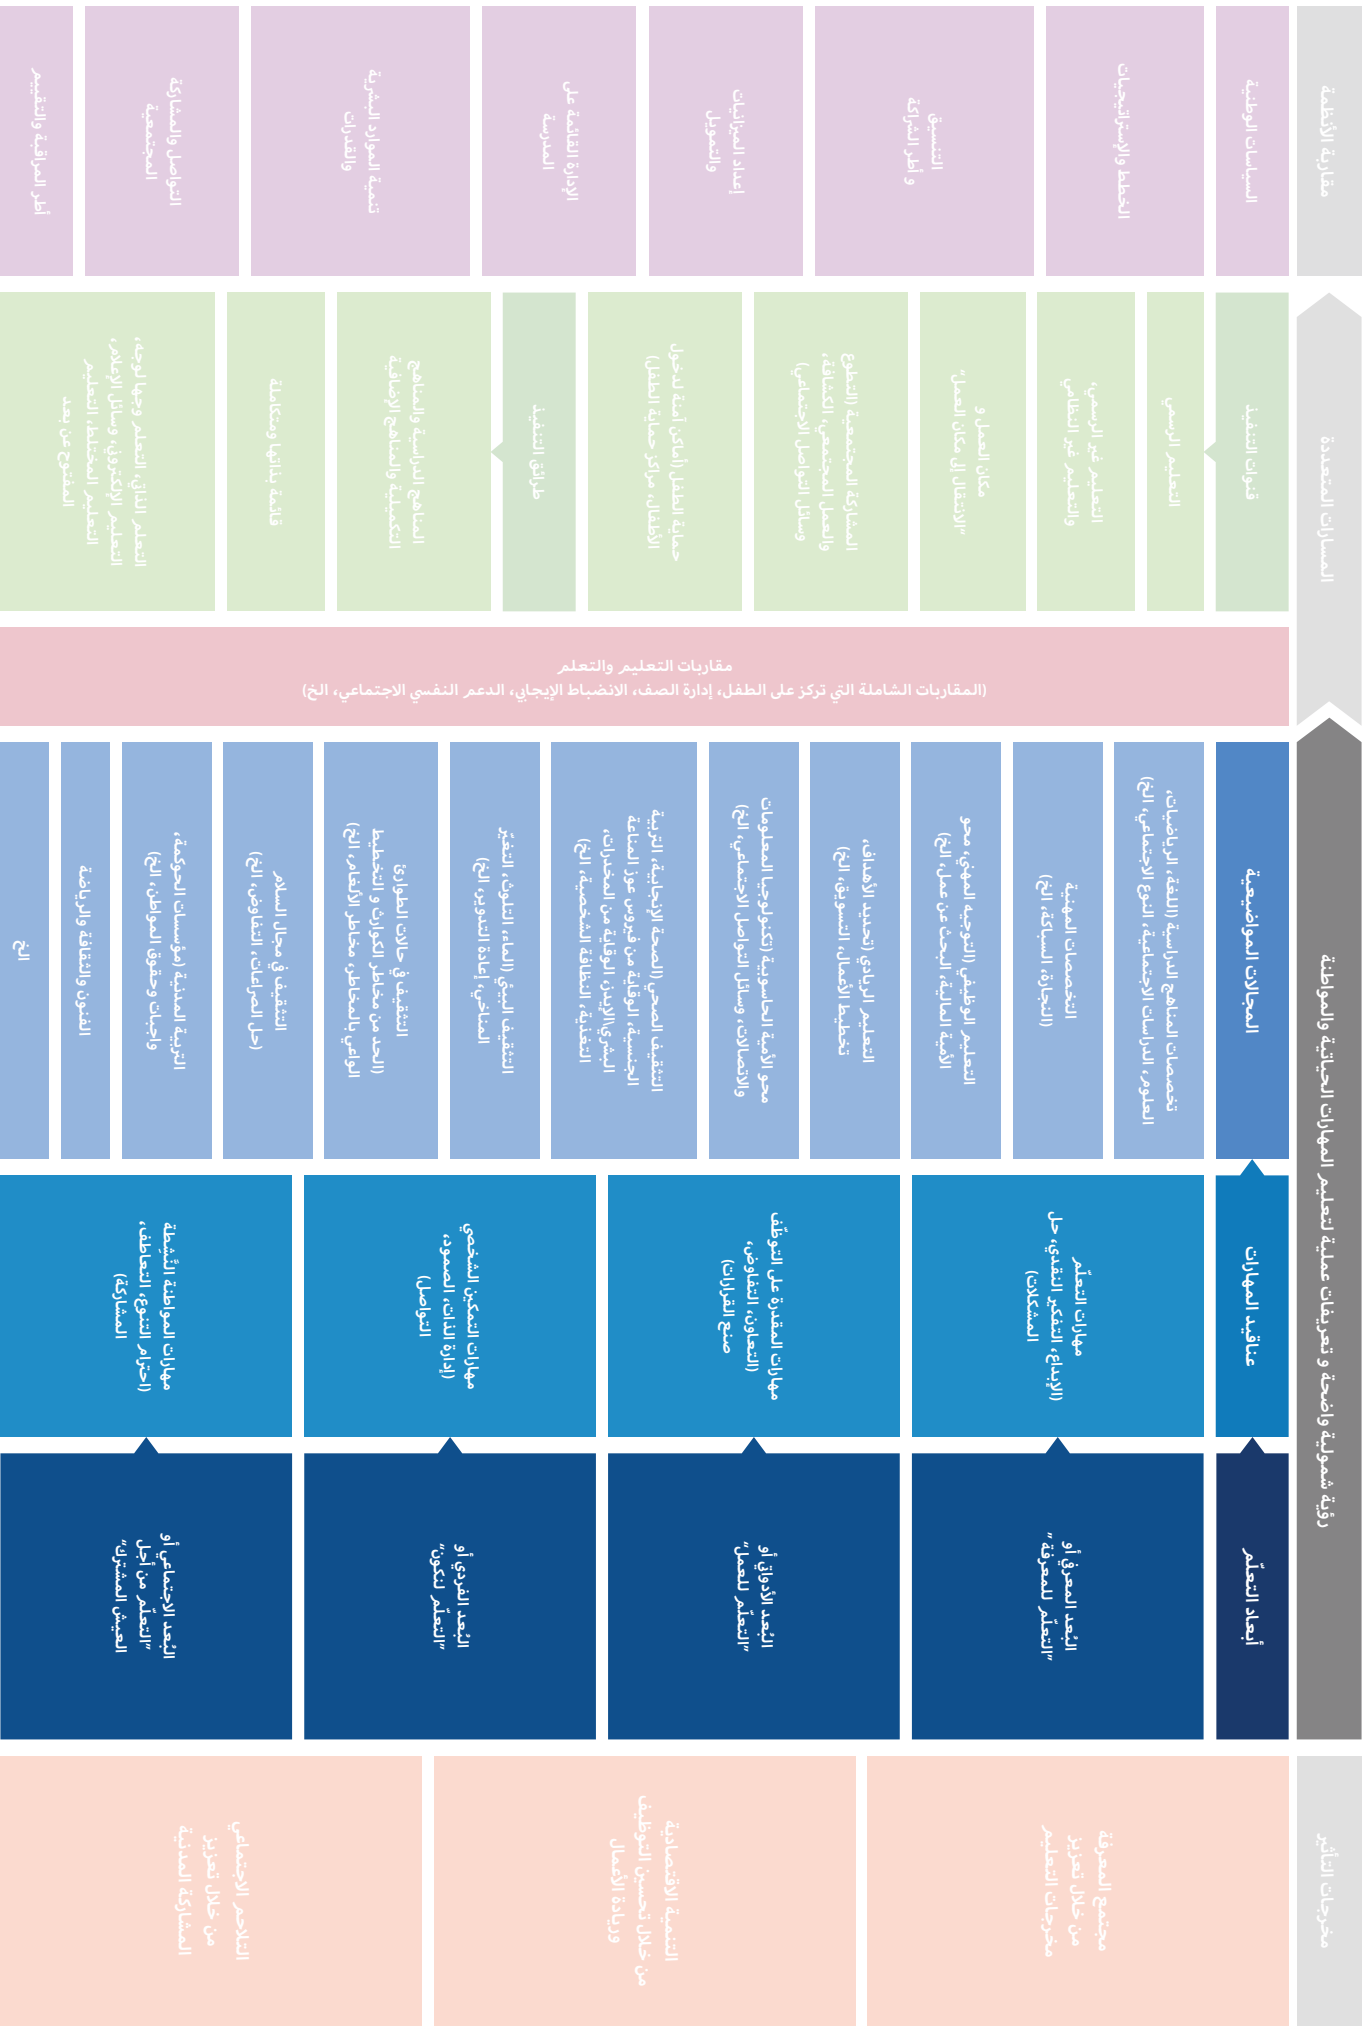 مقاربة الأنظمة
السياسات الوطنية
الخطط والإستراتيجيات
التنسيق
و أطر الشراكة
إعداد الميزانيات
والتمويل
الإدارة القائمة على
المدرسة
تنمية الموارد البشرية
والقدرات
التواصل والمشاركة
المجتمعية
أطر المراقبة والتقييم
المسارات المتعددة
قنوات التنفيذ
التعليم الرسمي
التعليم غير الرسمي،
والتعليم غير النظامي
مكان العمل و
"الانتقال إلى مكان العمل"
المشاركة المجتمعية (التطوع
والعمل المجتمعي، الكشافة،
وسائل التواصل الاجتماعي)
حماية الطفل (أماكن آمنة لدخول
الأطفال، مراكز حماية الطفل)
طرائق التنفيذ
المناهج الدراسية والمناهج
التكميلية والمناهج الإضافية
قائمة بذاتها ومتكاملة
التعلم الذاتي، التعلم وجها لوجه،
التعليم الإلكتروني، وسائل الإعلام،
التعليم المختلط، التعليم
المفتوح عن بعد
مقاربات التعليم والتعلم
(المقاربات الشاملة التي تركز على الطفل، إدارة الصف، الانضباط الإيجابي، الدعم النفسي الاجتماعي، الخ)
رؤية شمولية واضحة و تعريفات عملية لتعليم المهارات الحياتية والمواطنة
المجالات المواضيعية
تخصصات المناهج الدراسية (اللغة، الرياضيات،
العلوم، الدراسات الاجتماعية، النوع الاجتماعي، الخ)
التخصصات المهنية
(النجارة، السباكة، الخ)
التعليم الوظيفي (التوجيه المهني، محو
الأمية المالية، البحث عن عمل، الخ)
التعليم الريادي (تحديد الأهداف،
تخطيط الأعمال، التسويق، الخ)
محو الأمية الحاسوبية (تكنولوجيا المعلومات
والاتصالات، وسائل التواصل الاجتماعي، الخ)
التثقيف الصحي (الصحة الإنجابية، التربية
الجنسية، الوقاية من فيروس عوز المناعة
البشري\الإيدز، الوقاية من المخدرات،
التغذية، النظافة الشخصية، الخ)
التثقيف البيئي (الماء، التلوث، التغيّر
المناخي، إعادة التدوير، الخ)
التثقيف في حالات الطوارئ
(الحد من مخاطر الكوارث و التخطيط
الواعي بالمخاطر، مخاطر الألغام، الخ)
التثقيف في مجال السلام
(حل الصراعات، التفاوض، الخ)
التربية المدنية (مؤسسات الحوكمة،
واجبات وحقوق المواطن، الخ)
الفنون والثقافة والرياضة
الخ
عناقيد المهارات
مهارات التعلّم
(الإبداع، التفكير النقدي، حل
المشكلات)
مهارات المقدرة على التوظّف
(التعاون، التفاوض،
صنع القرارات)
مهارات التمكين الشخصي
(إدارة الذات، الصمود،
التواصل)
مهارات المواطنة النَّشِطة
(احترام التنوع، التعاطف،
المشاركة)
أبعاد التعلّم
البُعد المعرفي أو
"التعلّم للمعرفة"
البُعد الأدواتي أو
"التعلّم للعمل"
البُعد الفردي أو
"التعلّم لنكون"
البُعد الاجتماعي أو
"التعلّم من أجل
العيش المشترك"
مخرجات التأثير
مجتمع المعرفة
من خلال تعزيز
مخرجات التعليم
التنمية الاقتصادية
من خلال تحسين التوظيف
وريادة الأعمال
التلاحم الاجتماعي
من خلال تعزيز
المشاركة المدنية